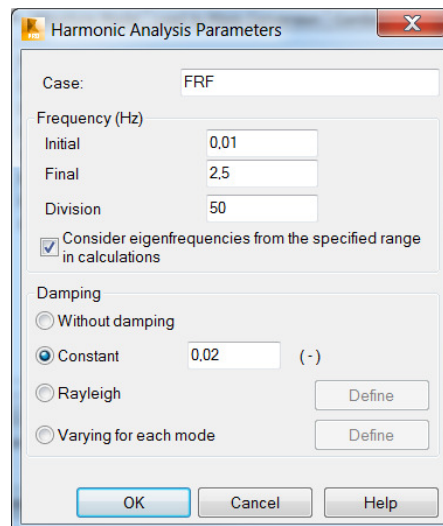 Harmonic Analysis Parameters
Case: FRF
Frequency (Hz)
Initial 0,01
Final 2,5
Division 50
Consider eigenfrequencies from the specified range
in calculations
Damping
Without damping
Constant 0,02 (-)
Rayleigh Define
Varying for each mode Define
OK Cancel Help